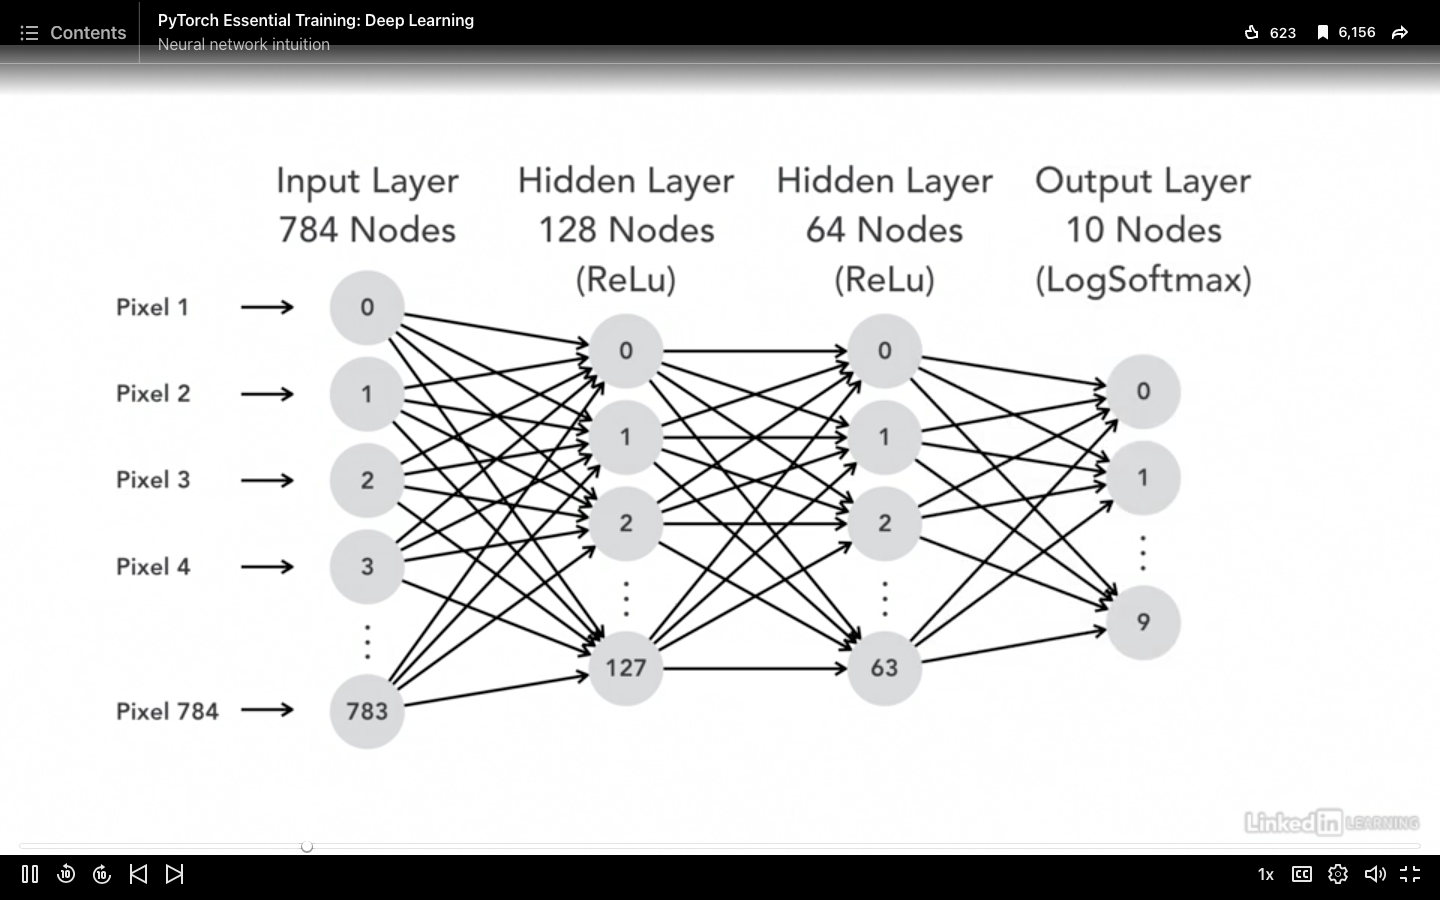 Contents
PyTorch Essential Training: Deep Learning
Neural network intuition
623
6,156
Input Layer
784 Nodes
Hidden Layer
128 Nodes
(ReLu)
Hidden Layer
64 Nodes
(ReLu)
Output Layer
10 Nodes
(LogSoftmax)
Pixel 1
Pixel 2
Pixel 3
Pixel 4
Pixel 784
0
1
2
3
783
0
1
2
127
0
1
2
63
0
1
9
LinkedIn LEARNING
10
10
1x
CC